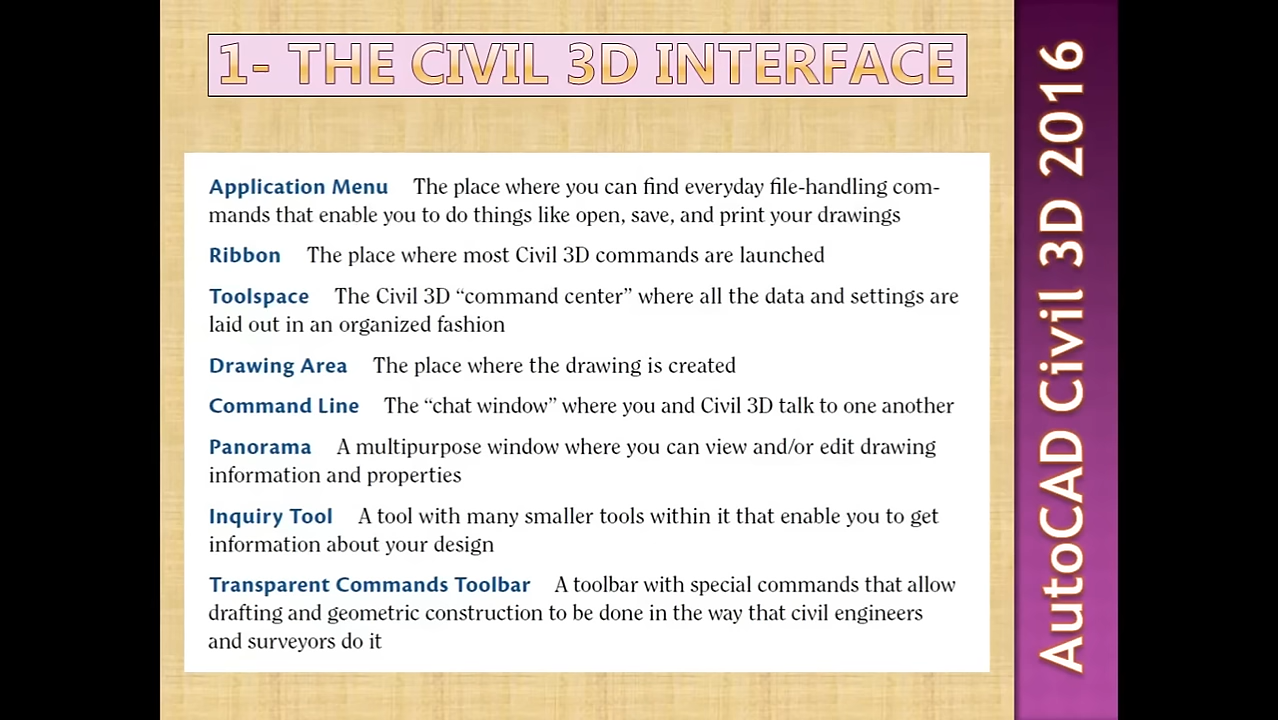 1- THE CIVIL 3D INTERFACE
Application Menu The place where you can find everyday file-handling com-
mands that enable you to do things like open, save, and print your drawings
Ribbon The place where most Civil 3D commands are launched
Toolspace The Civil 3D “command center” where all the data and settings are
laid out in an organized fashion
Drawing Area The place where the drawing is created
Command Line The “chat window” where you and Civil 3D talk to one another
Panorama A multipurpose window where you can view and/or edit drawing
information and properties
Inquiry Tool A tool with many smaller tools within it that enable you to get
information about your design
Transparent Commands Toolbar A toolbar with special commands that allow
drafting and geometric construction to be done in the way that civil engineers
and surveyors do it
AutoCAD Civil 3D 2016